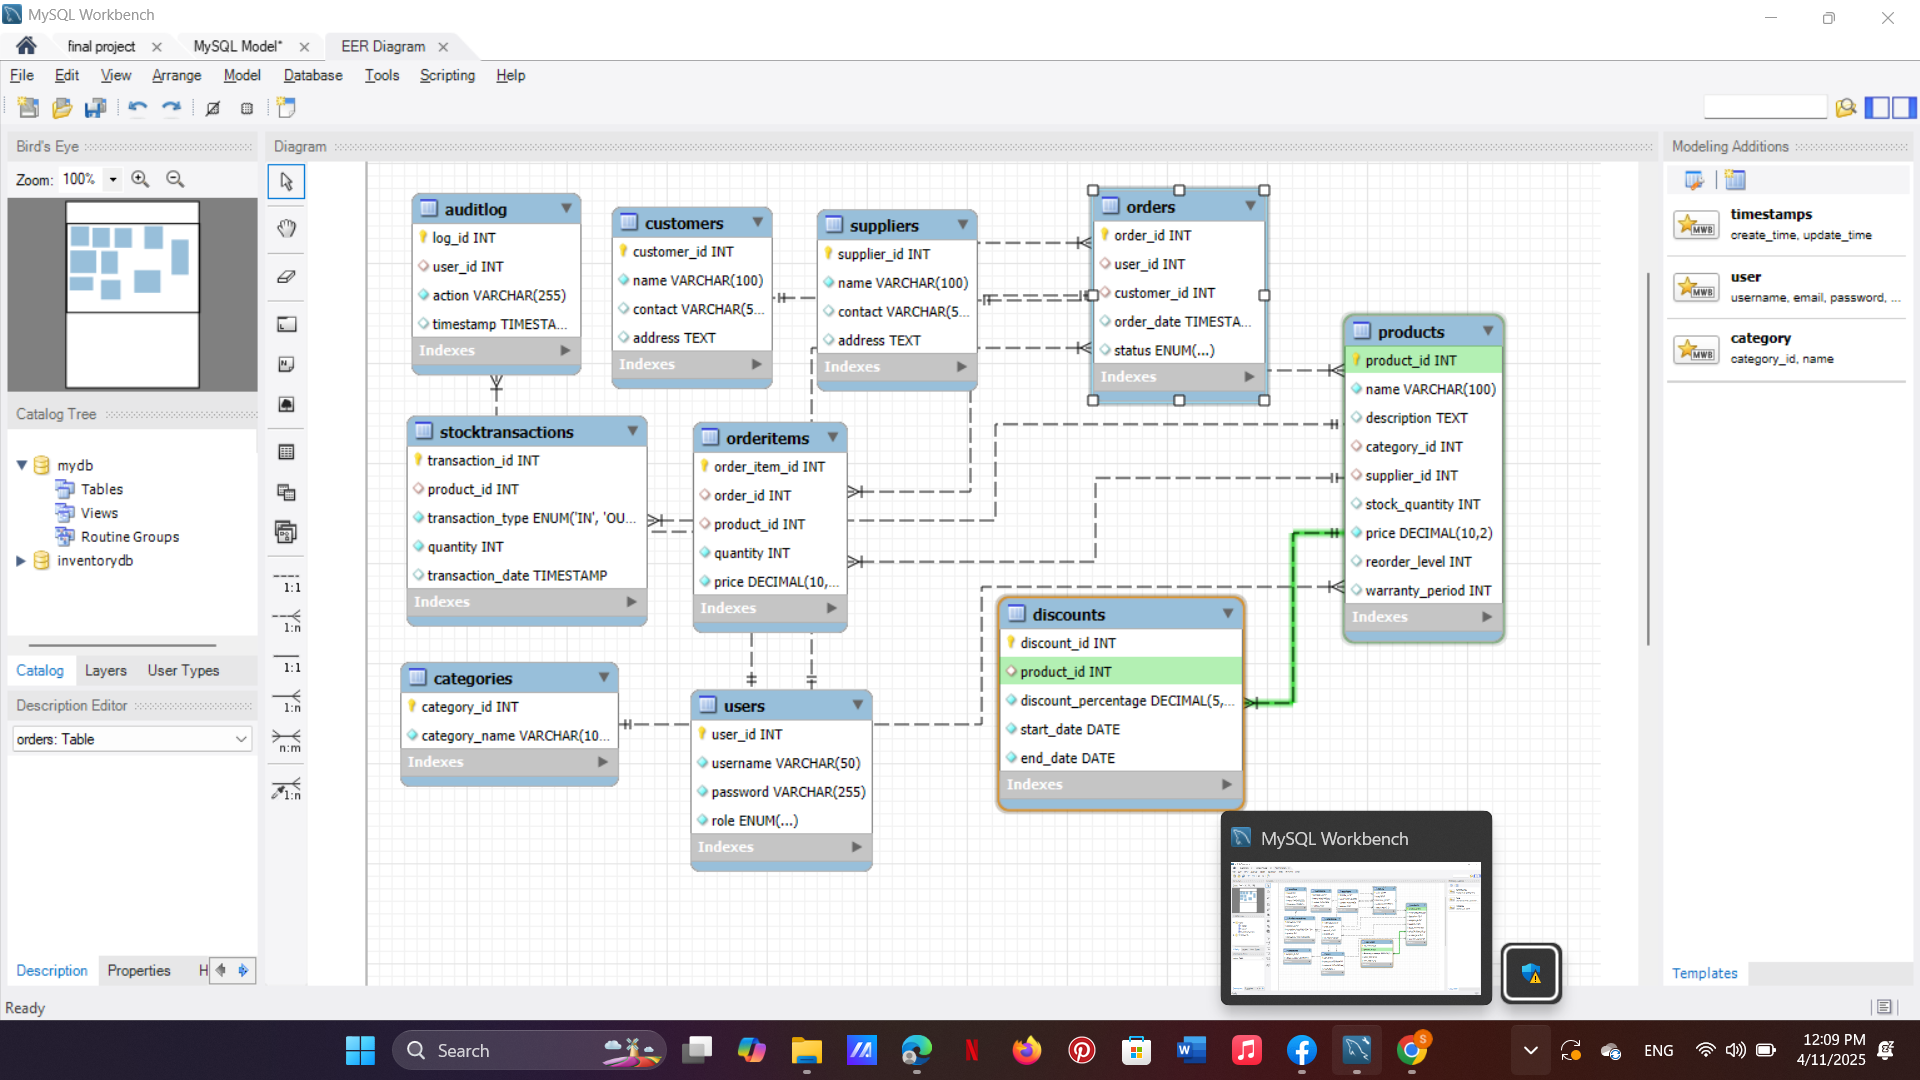 MySQL Workbench
final project
MySQL Model*
EER Diagram
File Edit View Arrange Model Database Tools Scripting Help
Bird's Eye
Zoom: 100%
Catalog Tree
mydb
Tables
Views
Routine Groups
inventorydb
Catalog Layers User Types
Description Editor
orders: Table
Description Properties H
Ready
Diagram
1:1
1:n
1:1
1:n
n:m
1:n
auditlog
log_id INT
user_id INT
action VARCHAR(255)
timestamp TIMESTA...
Indexes
customers
customer_id INT
name VARCHAR(100)
contact VARCHAR(5...
address TEXT
Indexes
suppliers
supplier_id INT
name VARCHAR(100)
contact VARCHAR(5...
address TEXT
Indexes
orders
order_id INT
user_id INT
customer_id INT
order_date TIMESTA...
status ENUM(...)
Indexes
products
product_id INT
name VARCHAR(100)
description TEXT
category_id INT
supplier_id INT
stock_quantity INT
price DECIMAL(10,2)
reorder_level INT
warranty_period INT
Indexes
stocktransactions
transaction_id INT
product_id INT
transaction_type ENUM('IN', 'OU...
quantity INT
transaction_date TIMESTAMP
Indexes
orderitems
order_item_id INT
order_id INT
product_id INT
quantity INT
price DECIMAL(10,...
Indexes
discounts
discount_id INT
product_id INT
discount_percentage DECIMAL(5,...
start_date DATE
end_date DATE
Indexes
categories
category_id INT
category_name VARCHAR(10...
Indexes
users
user_id INT
username VARCHAR(50)
password VARCHAR(255)
role ENUM(...)
Indexes
Modeling Additions
MWB
timestamps
create_time, update_time
MWB
user
username, email, password, ...
MWB
category
category_id, name
Templates
MySQL Workbench
Search
ENG
12:09 PM
4/11/2025